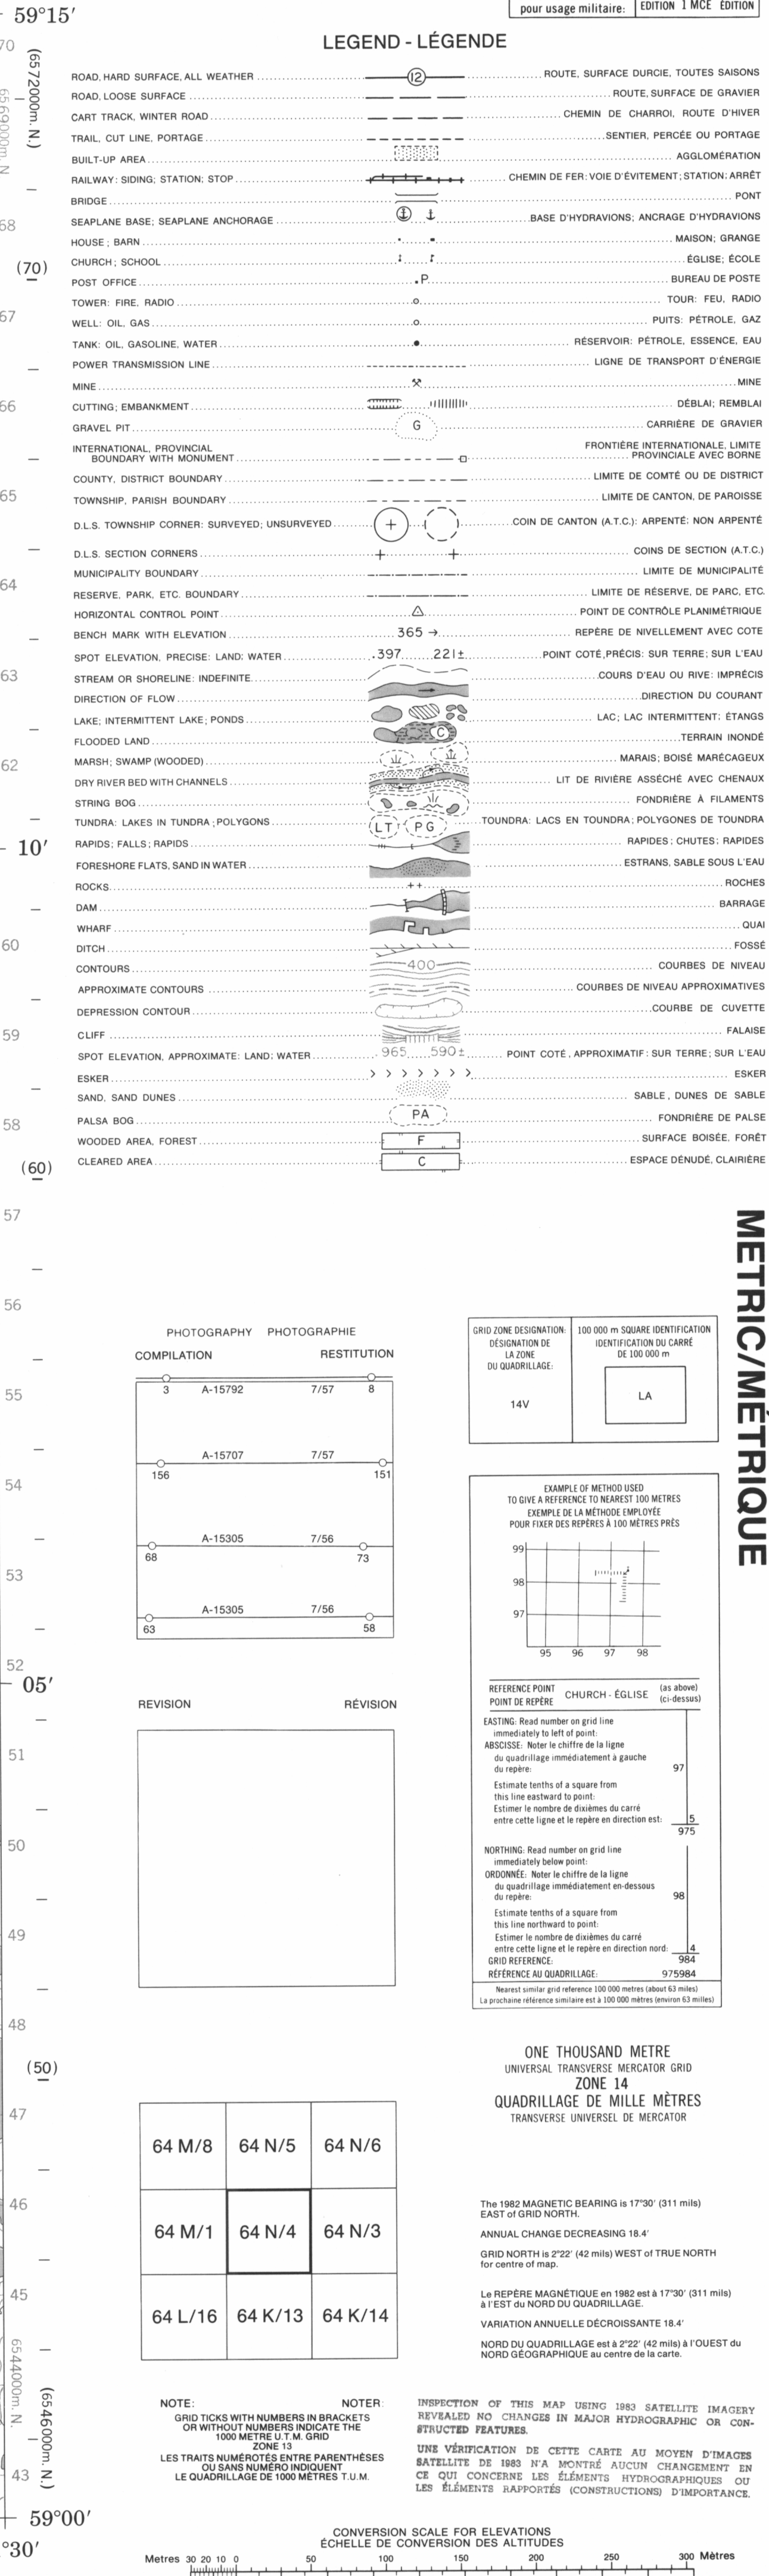 pour usage militaire: EDITION 1 MCE ÉDITION
59°15′
LEGEND - LÉGENDE
70
(6572000m. N.)
6569000m. N
ROAD, HARD SURFACE, ALL WEATHER 12 ROUTE, SURFACE DURCIE, TOUTES SAISONS
ROAD, LOOSE SURFACE ROUTE, SURFACE DE GRAVIER
CART TRACK, WINTER ROAD CHEMIN DE CHARROI, ROUTE D'HIVER
TRAIL, CUT LINE, PORTAGE SENTIER, PERCÉE OU PORTAGE
BUILT-UP AREA AGGLOMÉRATION
RAILWAY: SIDING; STATION; STOP CHEMIN DE FER: VOIE D'ÉVITEMENT; STATION; ARRÊT
BRIDGE PONT
68
SEAPLANE BASE; SEAPLANE ANCHORAGE BASE D'HYDRAVIONS; ANCRAGE D'HYDRAVIONS
HOUSE; BARN MAISON; GRANGE
CHURCH; SCHOOL ÉGLISE; ÉCOLE
(70)
POST OFFICE P BUREAU DE POSTE
TOWER: FIRE, RADIO TOUR: FEU, RADIO
67
WELL: OIL, GAS PUITS: PÉTROLE, GAZ
TANK: OIL, GASOLINE, WATER RÉSERVOIR: PÉTROLE, ESSENCE, EAU
POWER TRANSMISSION LINE LIGNE DE TRANSPORT D'ÉNERGIE
MINE MINE
66
CUTTING; EMBANKMENT DÉBLAI; REMBLAI
GRAVEL PIT G CARRIÈRE DE GRAVIER
INTERNATIONAL, PROVINCIAL FRONTIÈRE INTERNATIONALE, LIMITE
BOUNDARY WITH MONUMENT PROVINCIALE AVEC BORNE
COUNTY, DISTRICT BOUNDARY LIMITE DE COMTÉ OU DE DISTRICT
65
TOWNSHIP, PARISH BOUNDARY LIMITE DE CANTON, DE PAROISSE
D.L.S. TOWNSHIP CORNER: SURVEYED; UNSURVEYED COIN DE CANTON (A.T.C.): ARPENTÉ; NON ARPENTÉ
D.L.S. SECTION CORNERS COINS DE SECTION (A.T.C.)
MUNICIPALITY BOUNDARY LIMITE DE MUNICIPALITÉ
64
RESERVE, PARK, ETC. BOUNDARY LIMITE DE RÉSERVE, DE PARC, ETC.
HORIZONTAL CONTROL POINT POINT DE CONTRÔLE PLANIMÉTRIQUE
BENCH MARK WITH ELEVATION 365 → REPÈRE DE NIVELLEMENT AVEC COTE
SPOT ELEVATION, PRECISE: LAND; WATER .397 221± POINT COTÉ, PRÉCIS: SUR TERRE; SUR L'EAU
63
STREAM OR SHORELINE: INDEFINITE COURS D'EAU OU RIVE: IMPRÉCIS
DIRECTION OF FLOW DIRECTION DU COURANT
LAKE; INTERMITTENT LAKE; PONDS LAC; LAC INTERMITTENT; ÉTANGS
FLOODED LAND C TERRAIN INONDÉ
62
MARSH; SWAMP (WOODED) MARAIS; BOISÉ MARÉCAGEUX
DRY RIVER BED WITH CHANNELS LIT DE RIVIÈRE ASSÉCHÉ AVEC CHENAUX
STRING BOG FONDRIÈRE À FILAMENTS
TUNDRA: LAKES IN TUNDRA; POLYGONS LT PG TOUNDRA: LACS EN TOUNDRA; POLYGONES DE TOUNDRA
10′
RAPIDS; FALLS; RAPIDS RAPIDES; CHUTES; RAPIDES
FORESHORE FLATS, SAND IN WATER ESTRANS, SABLE SOUS L'EAU
ROCKS ROCHES
DAM BARRAGE
WHARF QUAI
60
DITCH FOSSÉ
CONTOURS 400 COURBES DE NIVEAU
APPROXIMATE CONTOURS COURBES DE NIVEAU APPROXIMATIVES
DEPRESSION CONTOUR COURBE DE CUVETTE
59
CLIFF FALAISE
SPOT ELEVATION, APPROXIMATE: LAND; WATER .965 590± POINT COTÉ, APPROXIMATIF: SUR TERRE; SUR L'EAU
ESKER ESKER
SAND, SAND DUNES SABLE, DUNES DE SABLE
PALSA BOG PA FONDRIÈRE DE PALSE
58
WOODED AREA, FOREST F SURFACE BOISÉE, FORÊT
CLEARED AREA C ESPACE DÉNUDÉ, CLAIRIÈRE
(60)
57
METRIC/MÉTRIQUE
56
PHOTOGRAPHY PHOTOGRAPHIE
COMPILATION RESTITUTION
3 A-15792 7/57 8
A-15707 7/57
156 151
A-15305 7/56
68 73
A-15305 7/56
63 58
55
54
53
52
GRID ZONE DESIGNATION:
DÉSIGNATION DE
LA ZONE
DU QUADRILLAGE:
14V
100 000 m SQUARE IDENTIFICATION
IDENTIFICATION DU CARRÉ
DE 100 000 m
LA
EXAMPLE OF METHOD USED
TO GIVE A REFERENCE TO NEAREST 100 METRES
EXEMPLE DE LA MÉTHODE EMPLOYÉE
POUR FIXER DES REPÈRES À 100 MÈTRES PRÈS
99
98
97
95 96 97 98
REFERENCE POINT
POINT DE REPÈRE
CHURCH - ÉGLISE
(as above)
(ci-dessus)
EASTING: Read number on grid line
immediately to left of point:
ABSCISSE: Noter le chiffre de la ligne
du quadrillage immédiatement à gauche
du repère: 97
Estimate tenths of a square from
this line eastward to point:
Estimer le nombre de dixièmes du carré
entre cette ligne et le repère en direction est: 5
975
NORTHING: Read number on grid line
immediately below point:
ORDONNÉE: Noter le chiffre de la ligne
du quadrillage immédiatement en-dessous
du repère: 98
Estimate tenths of a square from
this line northward to point:
Estimer le nombre de dixièmes du carré
entre cette ligne et le repère en direction nord: 4
GRID REFERENCE: 984
RÉFÉRENCE AU QUADRILLAGE: 975984
Nearest similar grid reference 100 000 metres (about 63 miles)
La prochaine référence similaire est à 100 000 mètres (environ 63 milles)
05′
REVISION RÉVISION
51
50
49
48
(50)
ONE THOUSAND METRE
UNIVERSAL TRANSVERSE MERCATOR GRID
ZONE 14
QUADRILLAGE DE MILLE MÈTRES
TRANSVERSE UNIVERSEL DE MERCATOR
47
64 M/8 64 N/5 64 N/6
64 M/1 64 N/4 64 N/3
64 L/16 64 K/13 64 K/14
46
45
The 1982 MAGNETIC BEARING is 17°30′ (311 mils)
EAST of GRID NORTH.
ANNUAL CHANGE DECREASING 18.4′
GRID NORTH is 2°22′ (42 mils) WEST of TRUE NORTH
for centre of map.
Le REPÈRE MAGNÉTIQUE en 1982 est à 17°30′ (311 mils)
à l'EST du NORD DU QUADRILLAGE.
VARIATION ANNUELLE DÉCROISSANTE 18.4′
NORD DU QUADRILLAGE est à 2°22′ (42 mils) à l'OUEST du
NORD GÉOGRAPHIQUE au centre de la carte.
6544000m. N.
(6546000m. N.)
NOTE: NOTER:
GRID TICKS WITH NUMBERS IN BRACKETS
OR WITHOUT NUMBERS INDICATE THE
1000 METRE U.T.M. GRID
ZONE 13
LES TRAITS NUMÉROTÉS ENTRE PARENTHÈSES
OU SANS NUMÉRO INDIQUENT
LE QUADRILLAGE DE 1000 MÈTRES T.U.M.
INSPECTION OF THIS MAP USING 1983 SATELLITE IMAGERY
REVEALED NO CHANGES IN MAJOR HYDROGRAPHIC OR CON-
STRUCTED FEATURES.
UNE VÉRIFICATION DE CETTE CARTE AU MOYEN D'IMAGES
SATELLITE DE 1983 N'A MONTRÉ AUCUN CHANGEMENT EN
CE QUI CONCERNE LES ÉLÉMENTS HYDROGRAPHIQUES OU
LES ÉLÉMENTS RAPPORTÉS (CONSTRUCTIONS) D'IMPORTANCE.
43
59°00′
°30′
CONVERSION SCALE FOR ELEVATIONS
ÉCHELLE DE CONVERSION DES ALTITUDES
Metres 30 20 10 0 50 100 150 200 250 300 Mètres